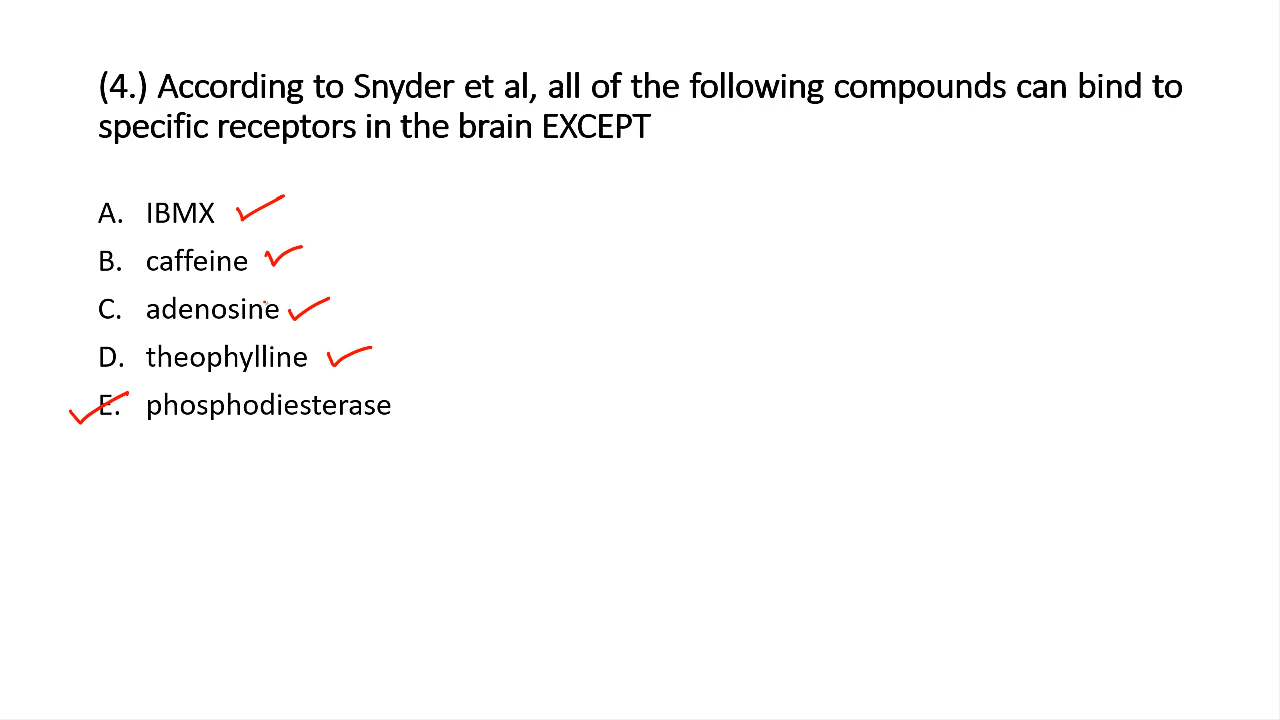 (4.) According to Snyder et al, all of the following compounds can bind to
specific receptors in the brain EXCEPT
A. IBMX
B. caffeine
C. adenosine
D. theophylline
E. phosphodiesterase